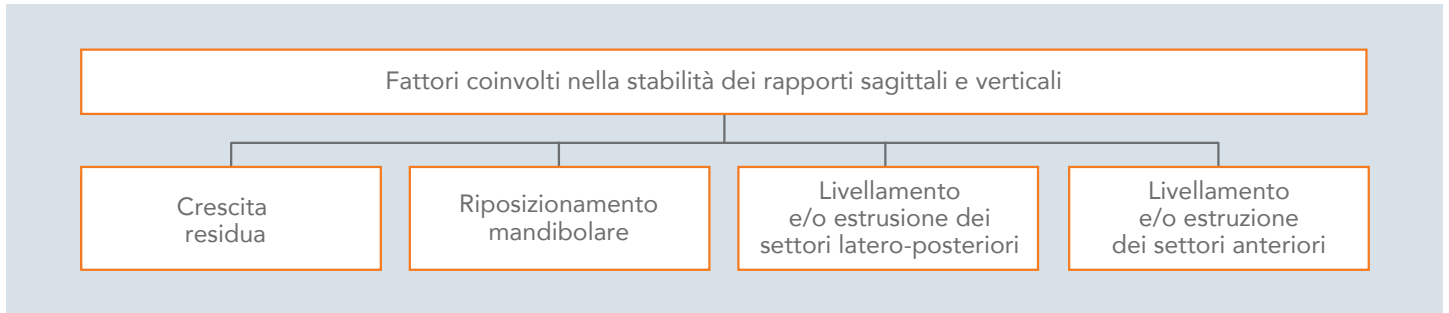 Fattori coinvolti nella stabilità dei rapporti sagittali e verticali
Crescita
residua
Riposizionamento
mandibolare
Livellamento
e/o estrusione dei
settori latero-posteriori
Livellamento
e/o estruzione
dei settori anteriori